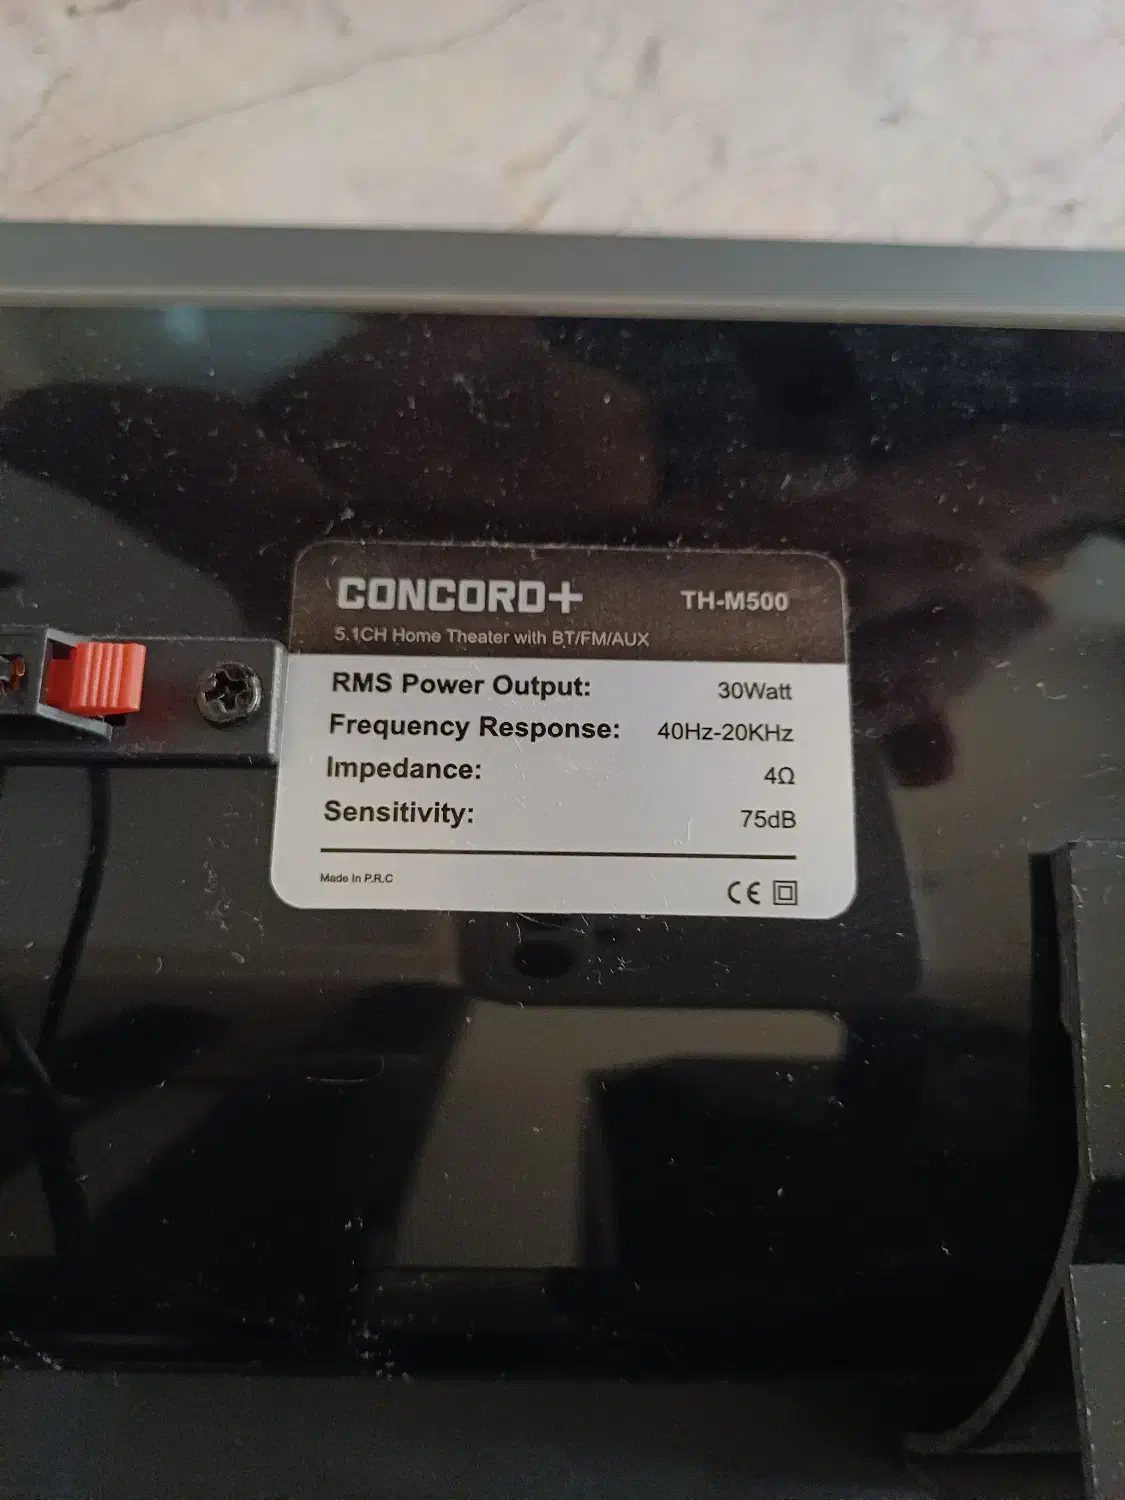 CONCORD+ TH-M500
5.1CH Home Theater with BT/FM/AUX
RMS Power Output: 30Watt
Frequency Response: 40Hz-20KHz
Impedance: 4Ω
Sensitivity: 75dB
Made In P.R.C CE